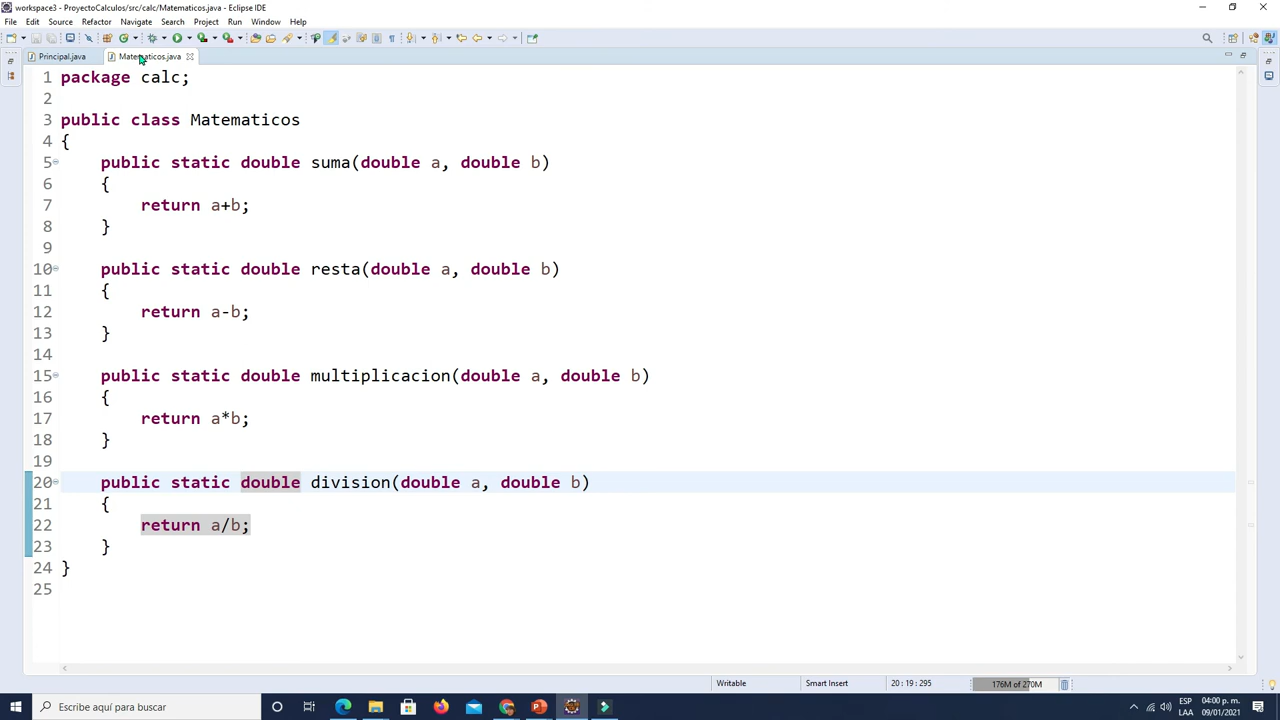 workspace3 - ProyectoCalculos/src/calc/Matematicos.java - Eclipse IDE
File Edit Source Refactor Navigate Search Project Run Window Help
Principal.java Matematicos.java
1 package calc;
2
3 public class Matematicos
4 {
5 public static double suma(double a, double b)
6 {
7 return a+b;
8 }
9
10 public static double resta(double a, double b)
11 {
12 return a-b;
13 }
14
15 public static double multiplicacion(double a, double b)
16 {
17 return a*b;
18 }
19
20 public static double division(double a, double b)
21 {
22 return a/b;
23 }
24 }
25
Writable Smart Insert 20 : 19 : 295 176M of 270M
Escribe aquí para buscar
ESP 04:00 p. m.
LAA 09/01/2021